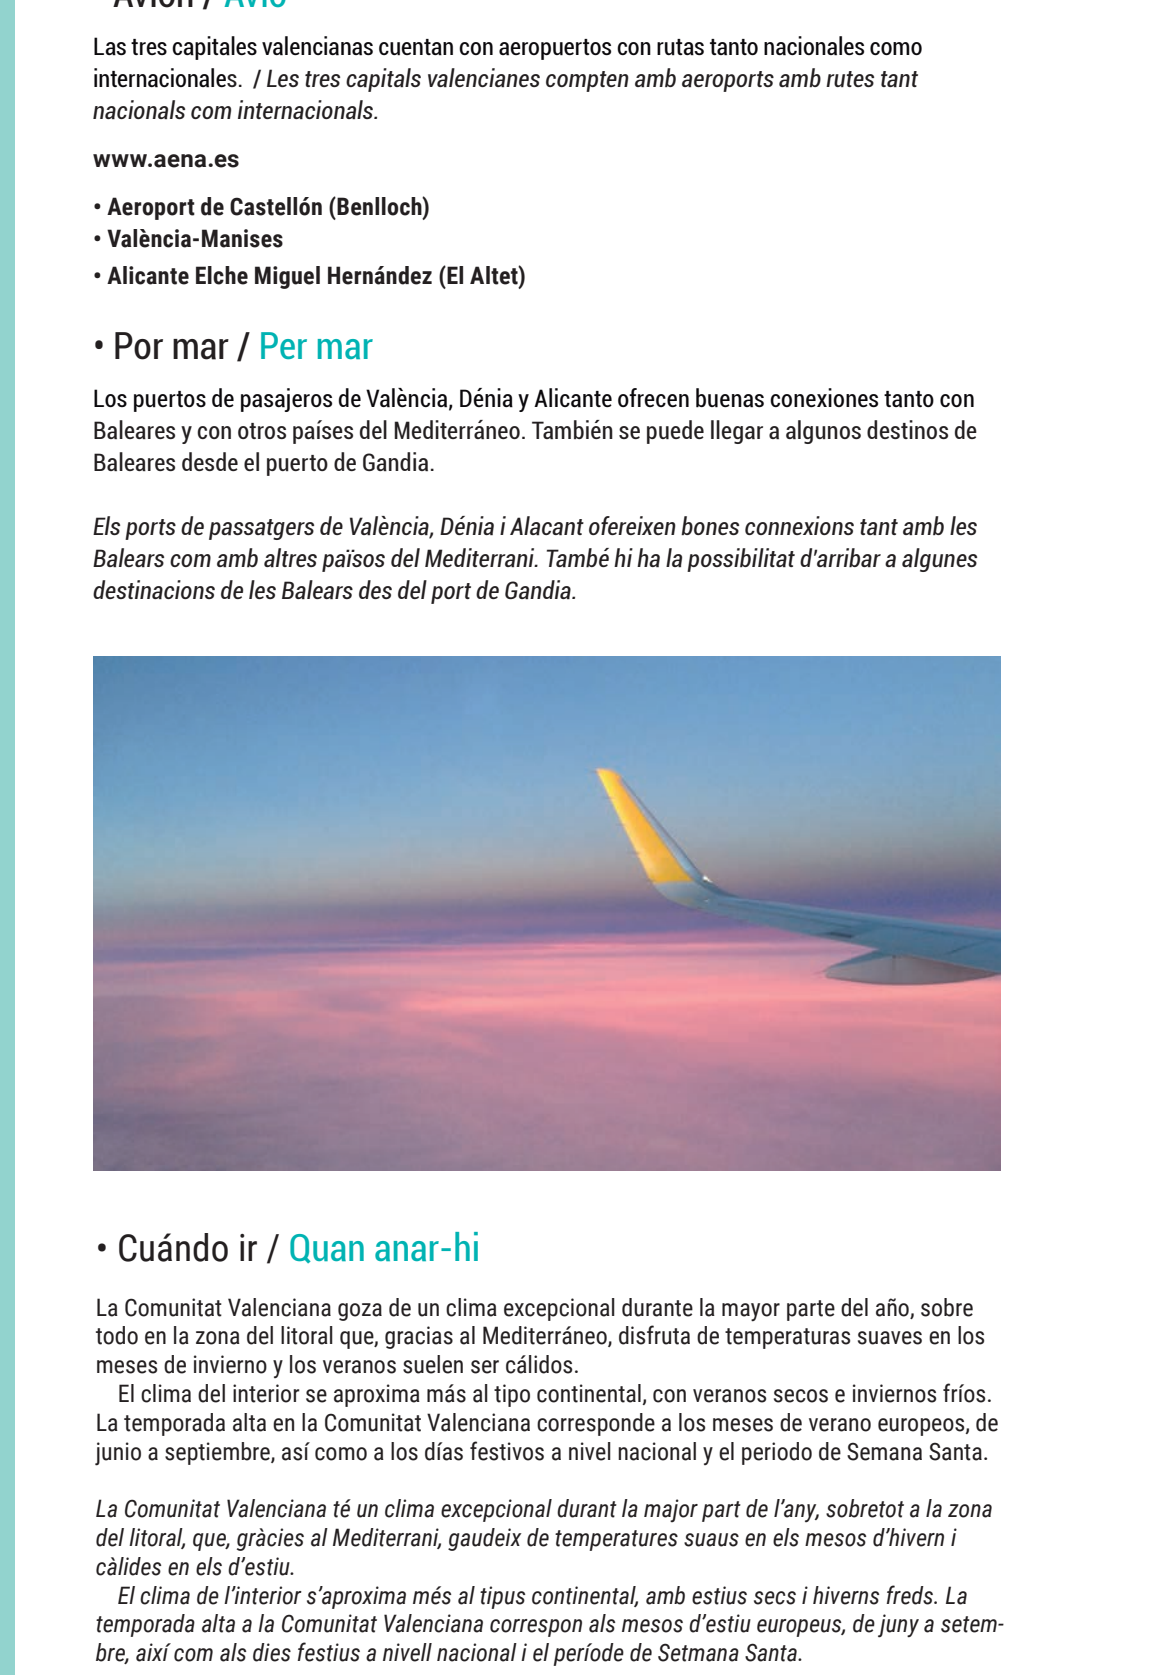 • Avión / Avió
Las tres capitales valencianas cuentan con aeropuertos con rutas tanto nacionales como
internacionales. / Les tres capitals valencianes compten amb aeroports amb rutes tant
nacionals com internacionals.
www.aena.es
• Aeroport de Castellón (Benlloch)
• València-Manises
• Alicante Elche Miguel Hernández (El Altet)
• Por mar / Per mar
Los puertos de pasajeros de València, Dénia y Alicante ofrecen buenas conexiones tanto con
Baleares y con otros países del Mediterráneo. También se puede llegar a algunos destinos de
Baleares desde el puerto de Gandia.
Els ports de passatgers de València, Dénia i Alacant ofereixen bones connexions tant amb les
Balears com amb altres països del Mediterrani. També hi ha la possibilitat d'arribar a algunes
destinacions de les Balears des del port de Gandia.
• Cuándo ir / Quan anar-hi
La Comunitat Valenciana goza de un clima excepcional durante la mayor parte del año, sobre
todo en la zona del litoral que, gracias al Mediterráneo, disfruta de temperaturas suaves en los
meses de invierno y los veranos suelen ser cálidos.
El clima del interior se aproxima más al tipo continental, con veranos secos e inviernos fríos.
La temporada alta en la Comunitat Valenciana corresponde a los meses de verano europeos, de
junio a septiembre, así como a los días festivos a nivel nacional y el periodo de Semana Santa.
La Comunitat Valenciana té un clima excepcional durant la major part de l’any, sobretot a la zona
del litoral, que, gràcies al Mediterrani, gaudeix de temperatures suaus en els mesos d’hivern i
càlides en els d’estiu.
El clima de l’interior s’aproxima més al tipus continental, amb estius secs i hiverns freds. La
temporada alta a la Comunitat Valenciana correspon als mesos d’estiu europeus, de juny a setem-
bre, així com als dies festius a nivell nacional i el període de Setmana Santa.